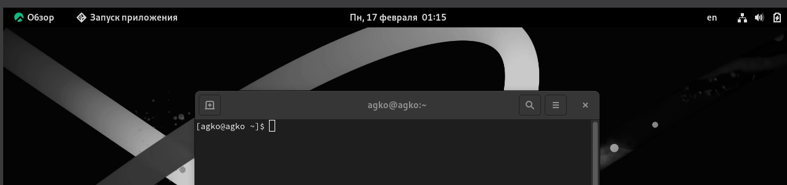 Обзор Запуск приложения Пн, 17 февраля 01:15 en
agko@agko:~
[agko@agko ~]$